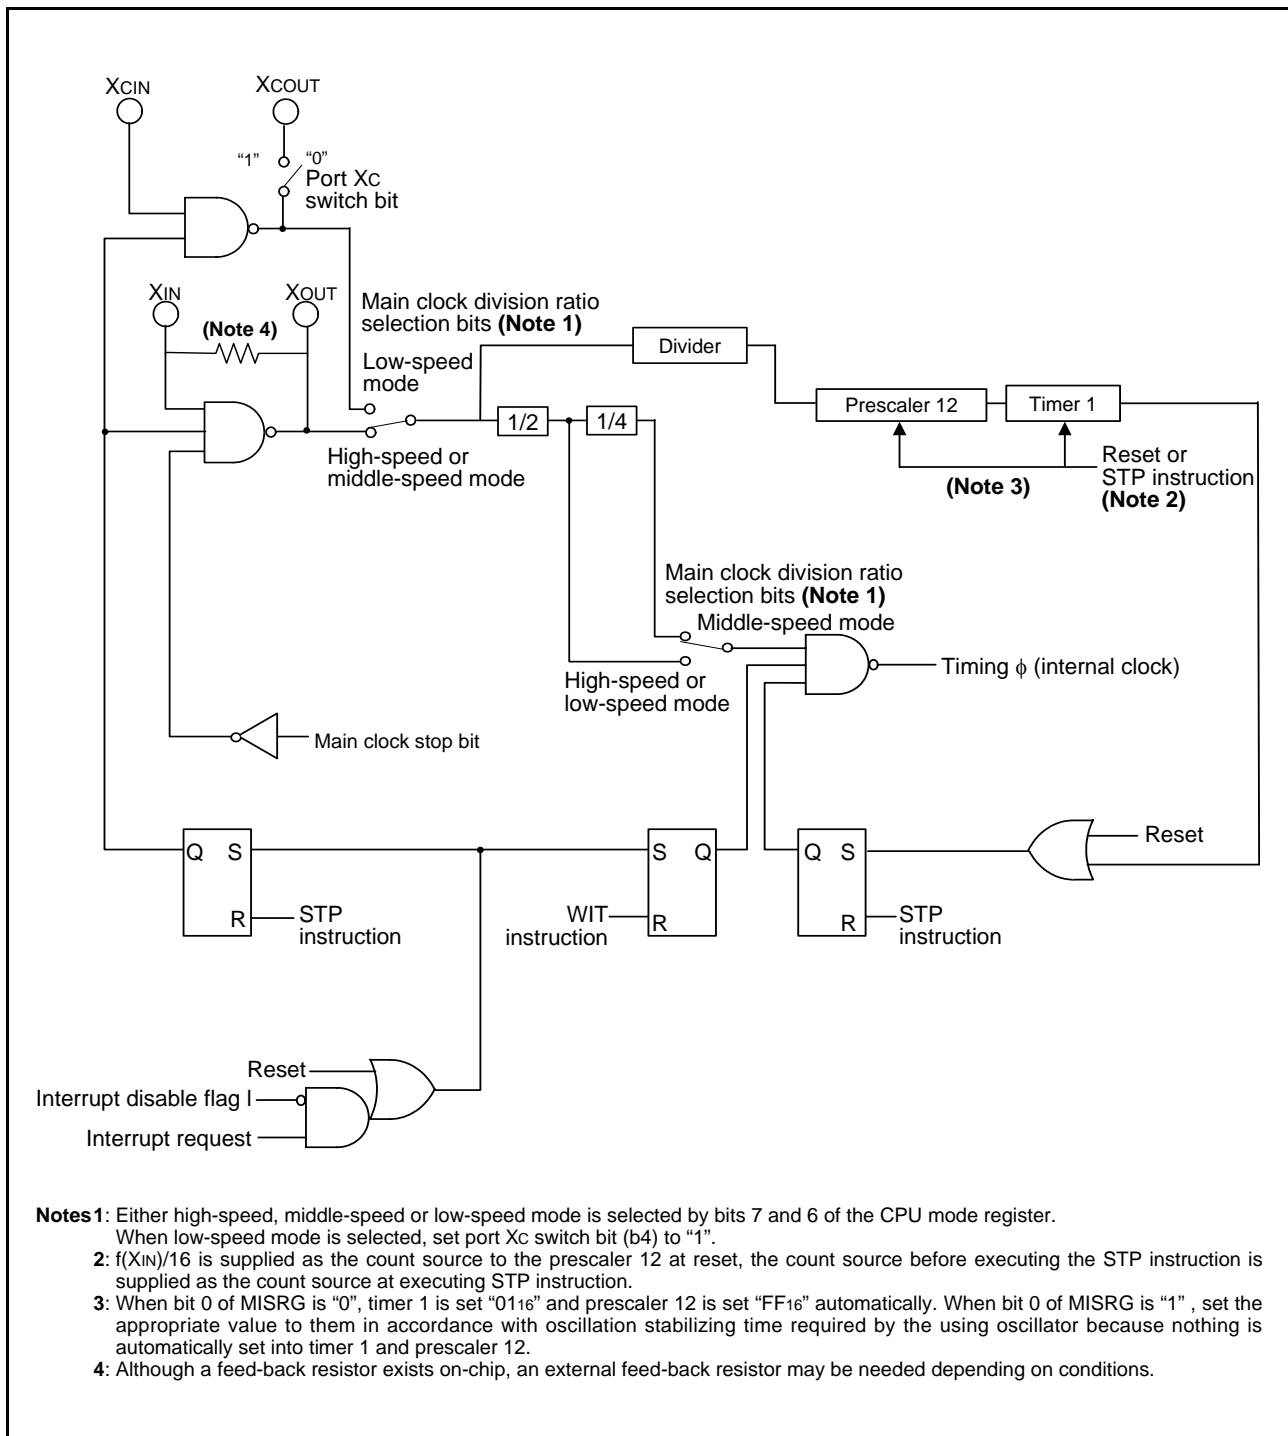 XCIN
XCOUT
“1” “0”
Port XC
switch bit
XIN
XOUT
(Note 4)
Main clock division ratio
selection bits (Note 1)
Low-speed
mode
High-speed or
middle-speed mode
1/2
1/4
Divider
Prescaler 12
Timer 1
Reset or
STP instruction
(Note 2)
(Note 3)
Main clock division ratio
selection bits (Note 1)
Middle-speed mode
High-speed or
low-speed mode
Timing ϕ (internal clock)
Main clock stop bit
Q S
R
STP
instruction
S Q
R
WIT
instruction
Q S
R
STP
instruction
Reset
Reset
Interrupt disable flag I
Interrupt request
Notes1: Either high-speed, middle-speed or low-speed mode is selected by bits 7 and 6 of the CPU mode register.
When low-speed mode is selected, set port XC switch bit (b4) to “1”.
2: f(XIN)/16 is supplied as the count source to the prescaler 12 at reset, the count source before executing the STP instruction is
supplied as the count source at executing STP instruction.
3: When bit 0 of MISRG is “0”, timer 1 is set “0116” and prescaler 12 is set “FF16” automatically. When bit 0 of MISRG is “1” , set the
appropriate value to them in accordance with oscillation stabilizing time required by the using oscillator because nothing is
automatically set into timer 1 and prescaler 12.
4: Although a feed-back resistor exists on-chip, an external feed-back resistor may be needed depending on conditions.